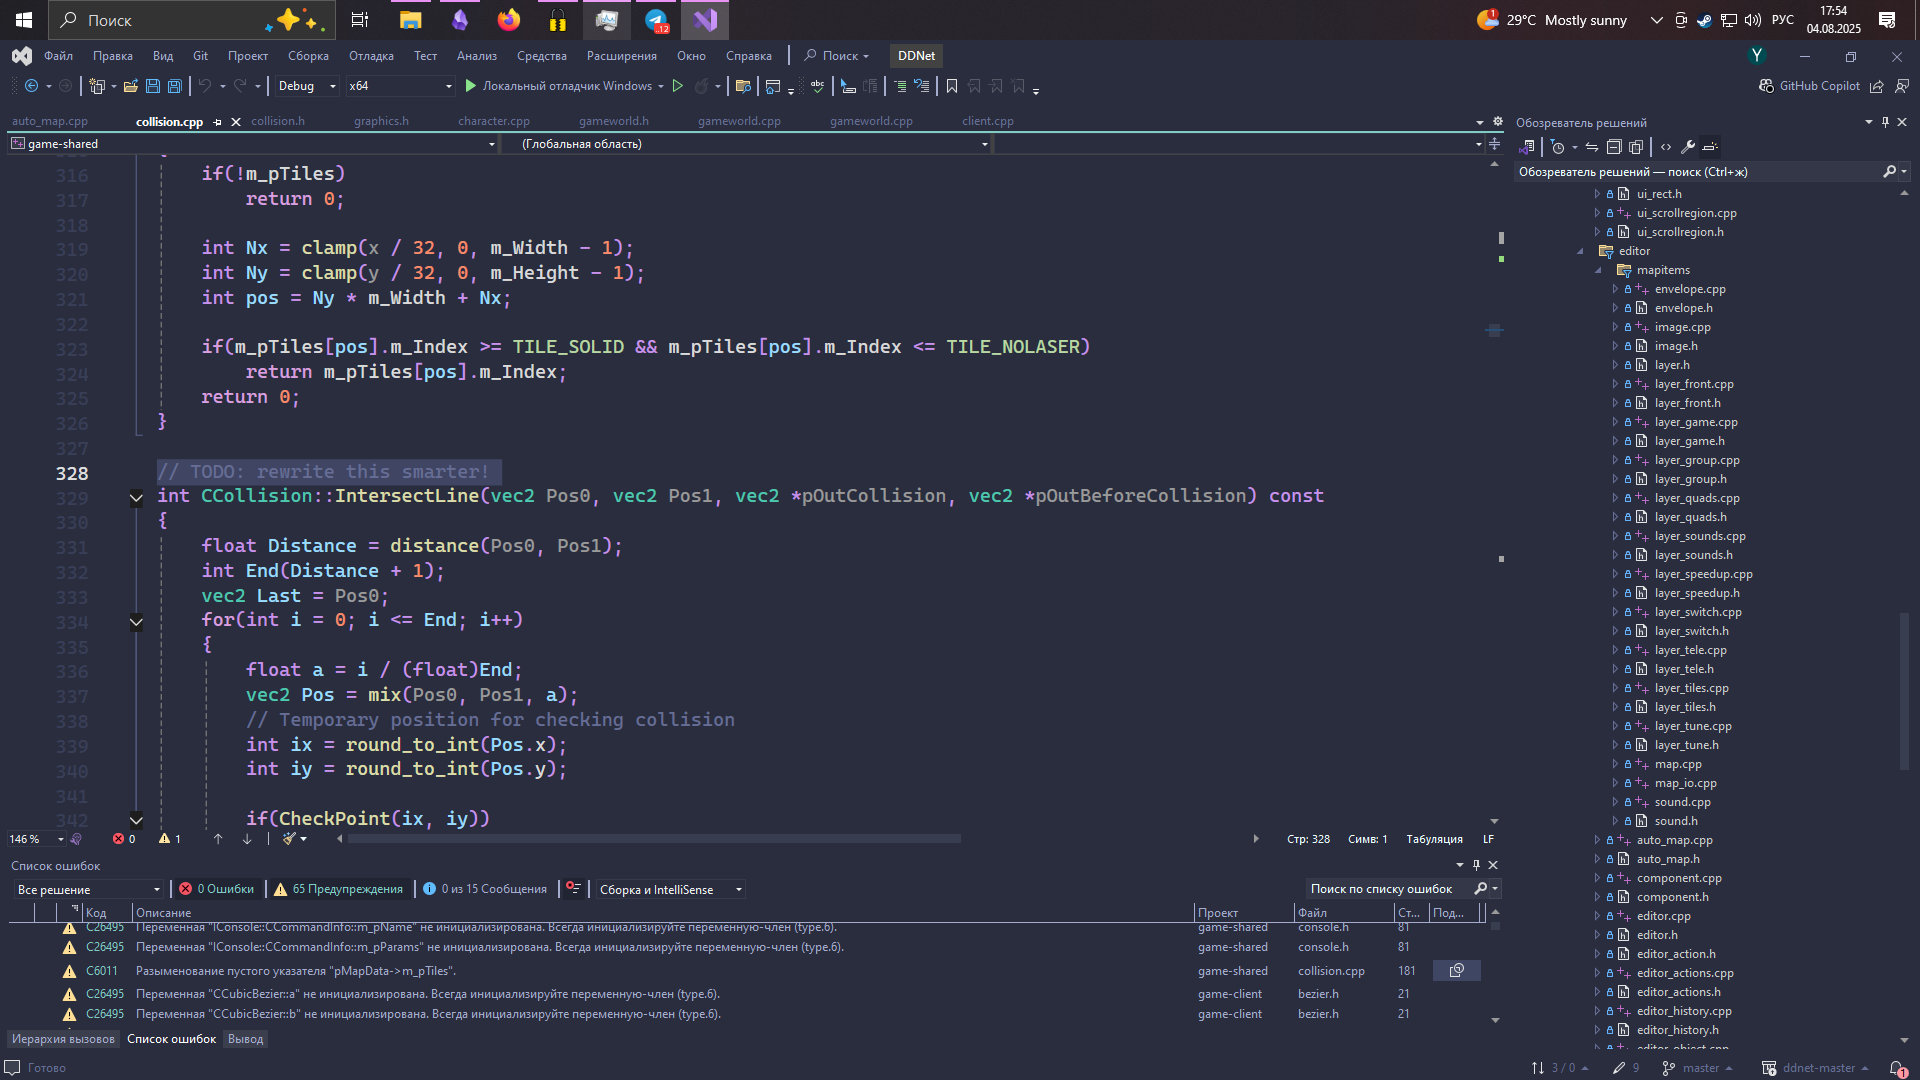 Поиск
12
1
29°C Mostly sunny
РУС
17:54
04.08.2025
Файл Правка Вид Git Проект Сборка Отладка Тест Анализ Средства Расширения Окно Справка Поиск DDNet
Y
Debug x64 Локальный отладчик Windows
GitHub Copilot
auto_map.cpp collision.cpp collision.h graphics.h character.cpp gameworld.h gameworld.cpp gameworld.cpp client.cpp
game-shared (Глобальная область)
316 if(!m_pTiles)
317 return 0;
318
319 int Nx = clamp(x / 32, 0, m_Width - 1);
320 int Ny = clamp(y / 32, 0, m_Height - 1);
321 int pos = Ny * m_Width + Nx;
322
323 if(m_pTiles[pos].m_Index >= TILE_SOLID && m_pTiles[pos].m_Index <= TILE_NOLASER)
324 return m_pTiles[pos].m_Index;
325 return 0;
326 }
327
328 // TODO: rewrite this smarter!
329 int CCollision::IntersectLine(vec2 Pos0, vec2 Pos1, vec2 *pOutCollision, vec2 *pOutBeforeCollision) const
330 {
331 float Distance = distance(Pos0, Pos1);
332 int End(Distance + 1);
333 vec2 Last = Pos0;
334 for(int i = 0; i <= End; i++)
335 {
336 float a = i / (float)End;
337 vec2 Pos = mix(Pos0, Pos1, a);
338 // Temporary position for checking collision
339 int ix = round_to_int(Pos.x);
340 int iy = round_to_int(Pos.y);
341
342 if(CheckPoint(ix, iy))
146 % 0 1 Стр: 328 Симв: 1 Табуляция LF
Список ошибок
Все решение 0 Ошибки 65 Предупреждения 0 из 15 Сообщения Сборка и IntelliSense Поиск по списку ошибок
Код Описание Проект Файл Ст... Под...
C26495 Переменная "IConsole::CCommandInfo::m_pName" не инициализирована. Всегда инициализируйте переменную-член (type.6). game-shared console.h 81
C26495 Переменная "IConsole::CCommandInfo::m_pParams" не инициализирована. Всегда инициализируйте переменную-член (type.6). game-shared console.h 81
C6011 Разыменование пустого указателя "pMapData->m_pTiles". game-shared collision.cpp 181
C26495 Переменная "CCubicBezier::a" не инициализирована. Всегда инициализируйте переменную-член (type.6). game-client bezier.h 21
C26495 Переменная "CCubicBezier::b" не инициализирована. Всегда инициализируйте переменную-член (type.6). game-client bezier.h 21
Иерархия вызовов Список ошибок Вывод
Обозреватель решений
Обозреватель решений — поиск (Ctrl+ж)
ui_rect.h
ui_scrollregion.cpp
ui_scrollregion.h
editor
mapitems
envelope.cpp
envelope.h
image.cpp
image.h
layer.h
layer_front.cpp
layer_front.h
layer_game.cpp
layer_game.h
layer_group.cpp
layer_group.h
layer_quads.cpp
layer_quads.h
layer_sounds.cpp
layer_sounds.h
layer_speedup.cpp
layer_speedup.h
layer_switch.cpp
layer_switch.h
layer_tele.cpp
layer_tele.h
layer_tiles.cpp
layer_tiles.h
layer_tune.cpp
layer_tune.h
map.cpp
map_io.cpp
sound.cpp
sound.h
auto_map.cpp
auto_map.h
component.cpp
component.h
editor.cpp
editor.h
editor_action.h
editor_actions.cpp
editor_actions.h
editor_history.cpp
editor_history.h
editor_object.cpp
Готово 3 / 0 9 master ddnet-master 1